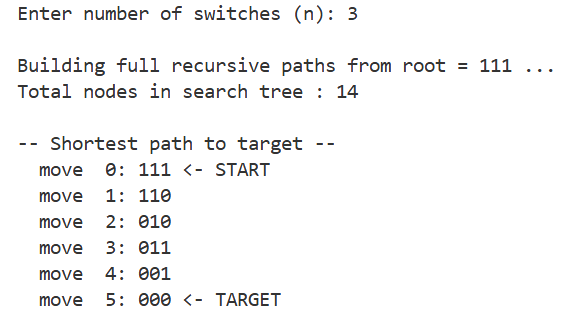 Enter number of switches (n): 3
Building full recursive paths from root = 111 ...
Total nodes in search tree : 14
-- Shortest path to target --
move  0: 111 <- START
move  1: 110
move  2: 010
move  3: 011
move  4: 001
move  5: 000 <- TARGET